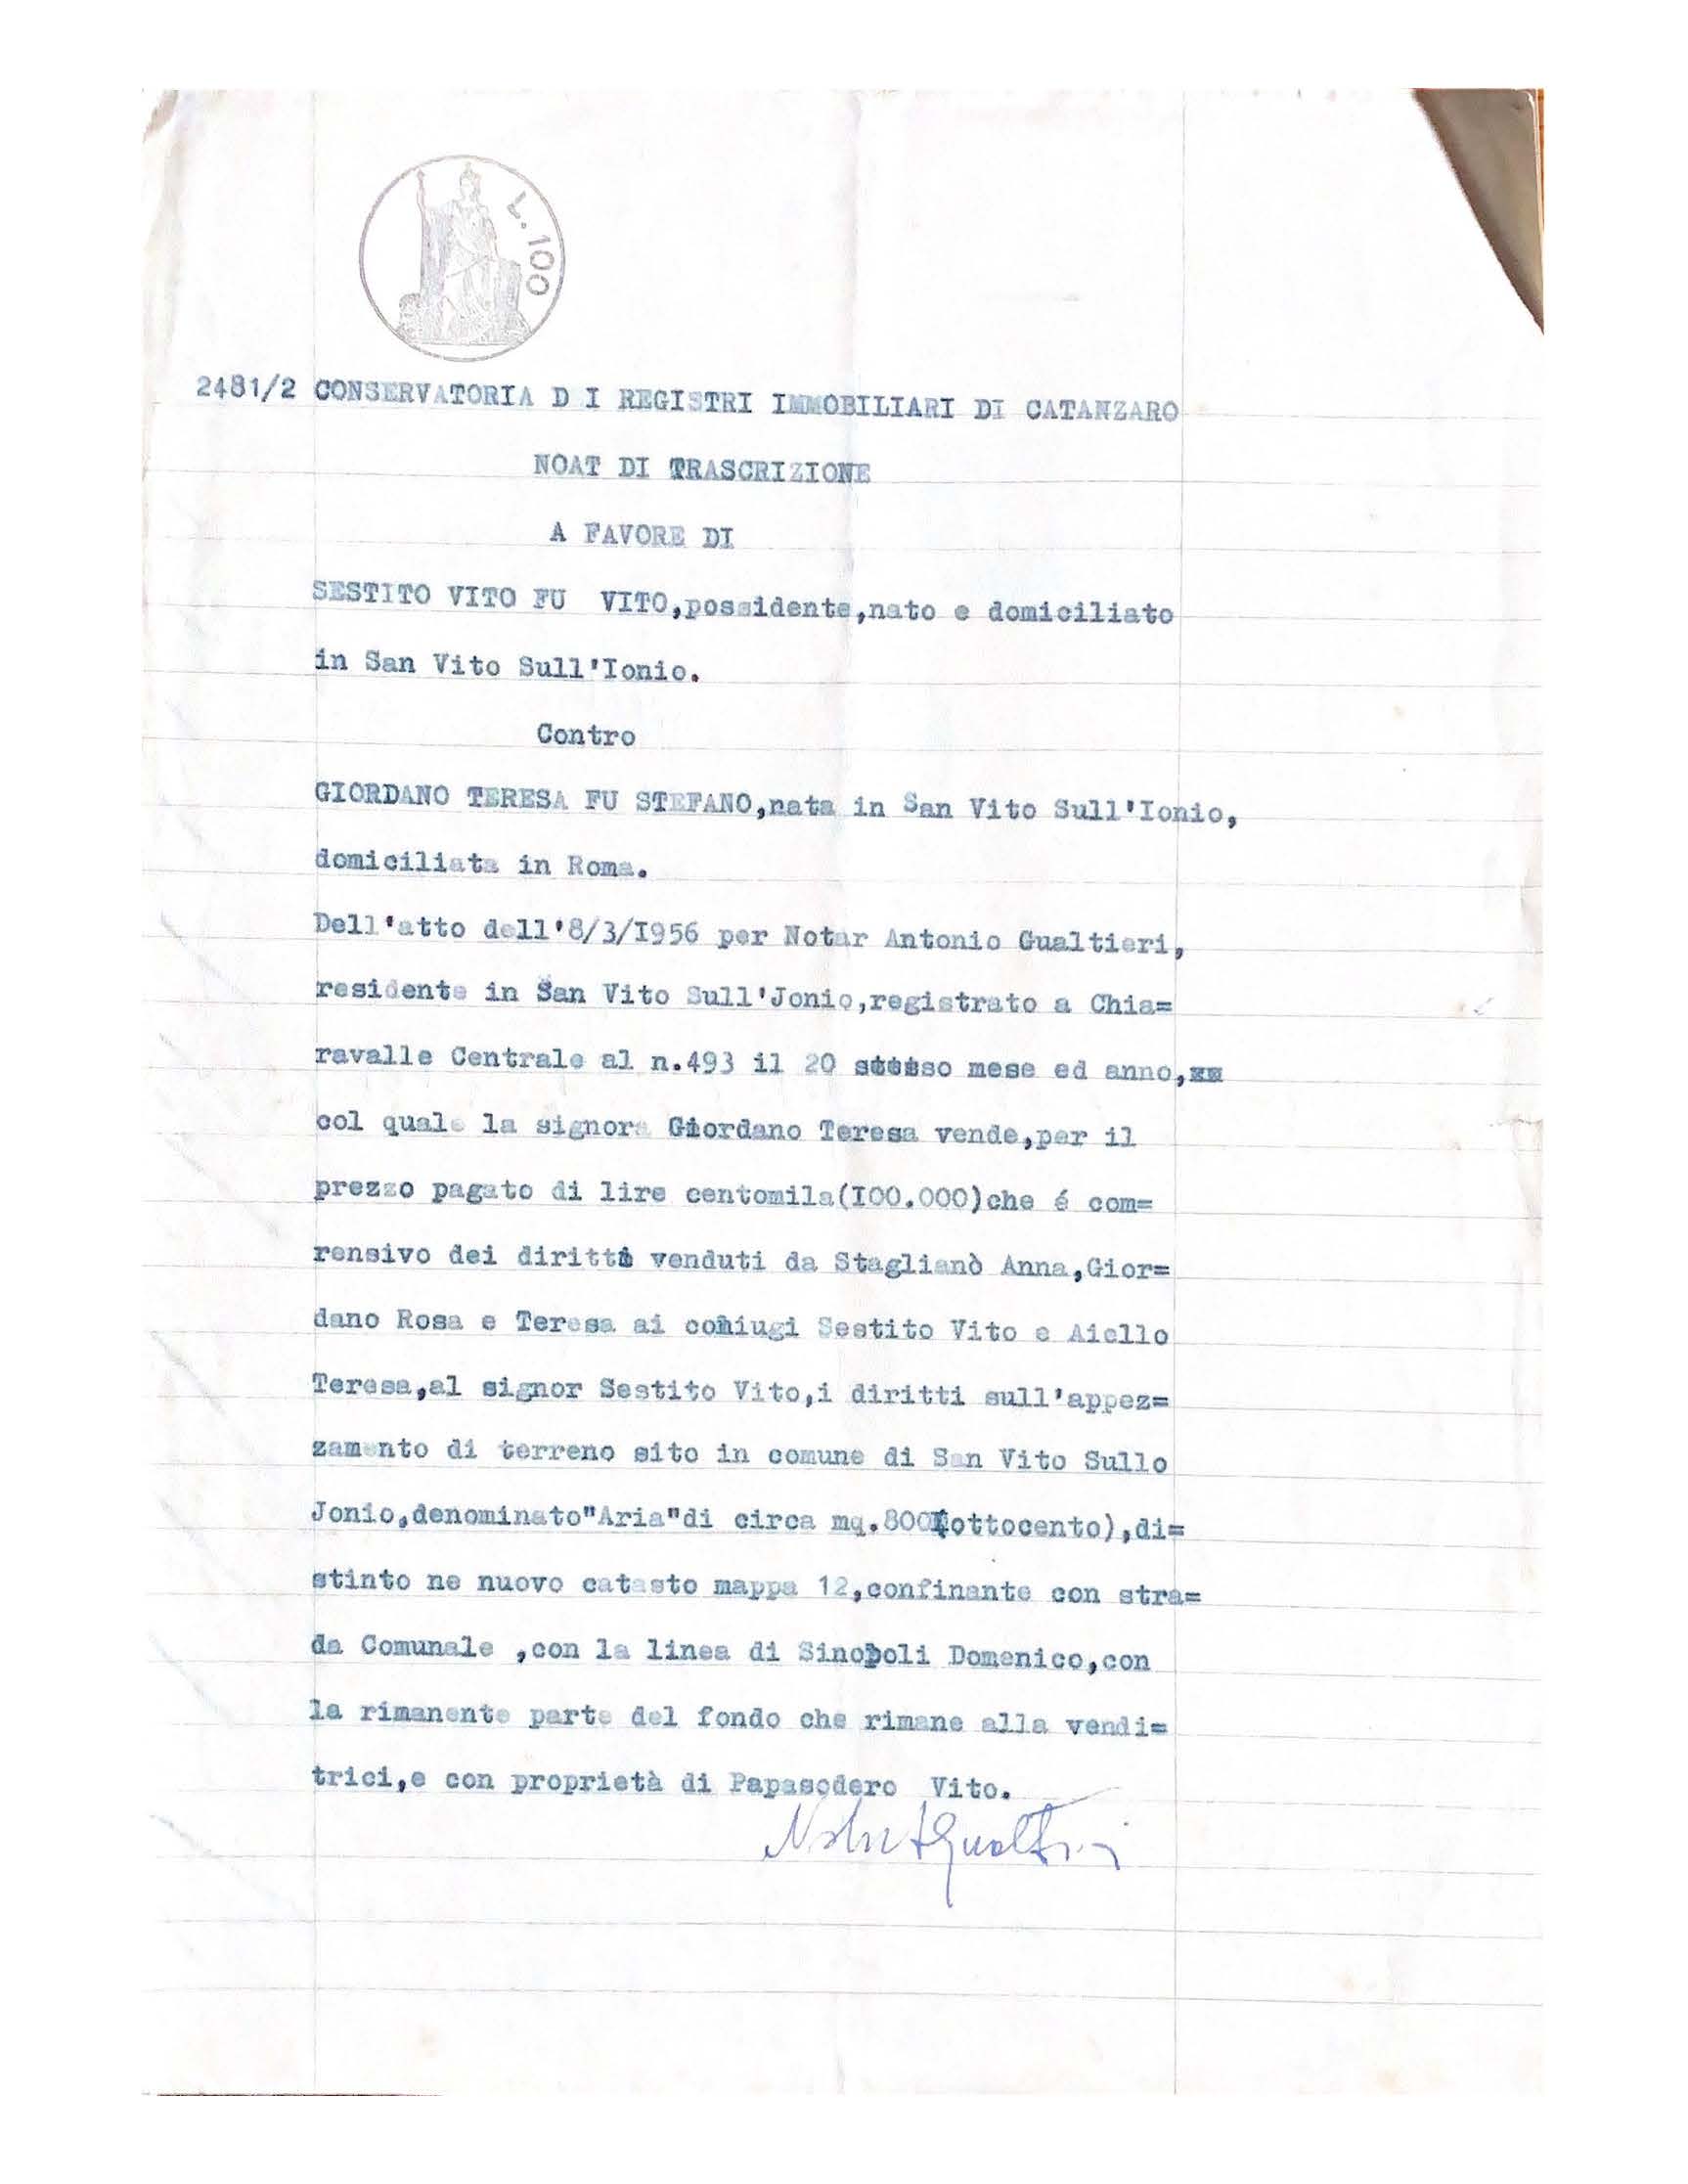 L. 100
2481/2 CONSERVATORIA D I REGISTRI IMMOBILIARI DI CATANZARO
NOAT DI TRASCRIZIONE
A FAVORE DI
SESTITO VITO FU VITO,possidente,nato e domiciliato
in San Vito Sull'Ionio.
Contro
GIORDANO TERESA FU STEFANO,nata in San Vito Sull'Ionio,
domiciliata in Roma.
Dell'atto dell'8/3/I956 per Notar Antonio Gualtieri,
residente in San Vito Sull'Jonio,registrato a Chia=
ravalle Centrale al n.493 il 20 stesso mese ed anno,
col quale la signora Giordano Teresa vende,per il
prezzo pagato di lire centomila(I00.000)che é com=
rensivo dei diritti venduti da Staglianò Anna,Gior=
dano Rosa e Teresa ai coniugi Sestito Vito e Aiello
Teresa,al signor Sestito Vito,i diritti sull'appez=
zamento di terreno sito in comune di San Vito Sullo
Jonio,denominato"Aria"di circa mq.800(ottocento),di=
stinto ne nuovo catasto mappa 12,confinante con stra=
da Comunale ,con la linea di Sinopoli Domenico,con
la rimanente parte del fondo che rimane alla vendi=
trici,e con proprietà di Papasodero Vito.